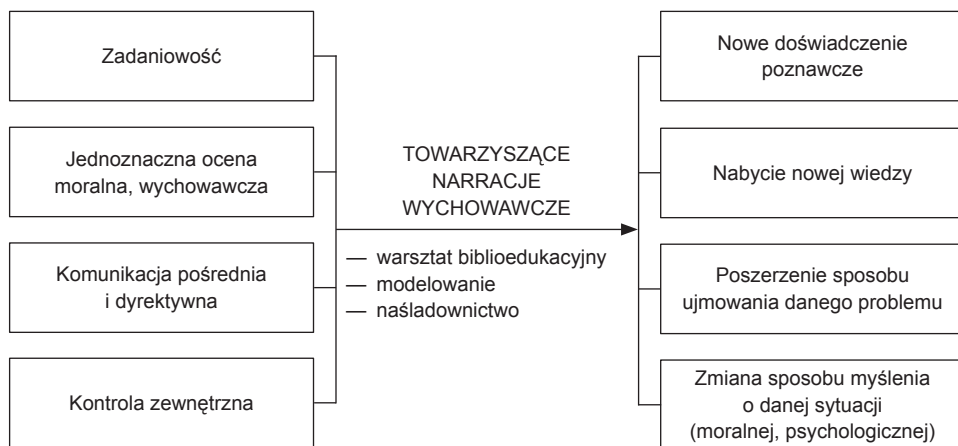 Zadaniowość
Jednoznaczna ocena
moralna, wychowawcza
Komunikacja pośrednia
i dyrektywna
Kontrola zewnętrzna
TOWARZYSZĄCE
NARRACJE
WYCHOWAWCZE
— warsztat biblioedukacyjny
— modelowanie
— naśladownictwo
Nowe doświadczenie
poznawcze
Nabycie nowej wiedzy
Poszerzenie sposobu
ujmowania danego problemu
Zmiana sposobu myślenia
o danej sytuacji
(moralnej, psychologicznej)